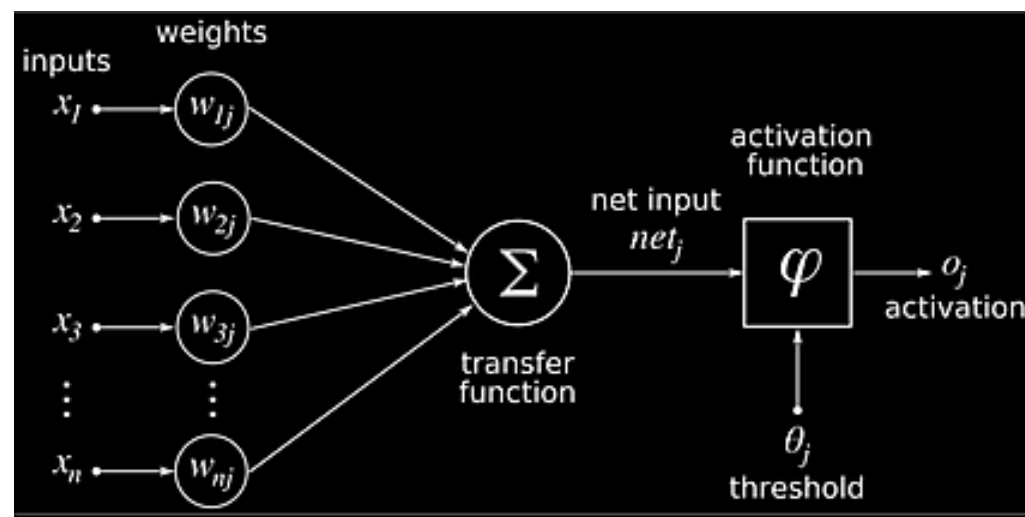 weights
inputs
x₁
w₁ⱼ
activation
function
x₂
w₂ⱼ
net input
netⱼ
Σ
φ
oⱼ
activation
x₃
w₃ⱼ
transfer
function
⋮
⋮
θⱼ
threshold
xₙ
wₙⱼ